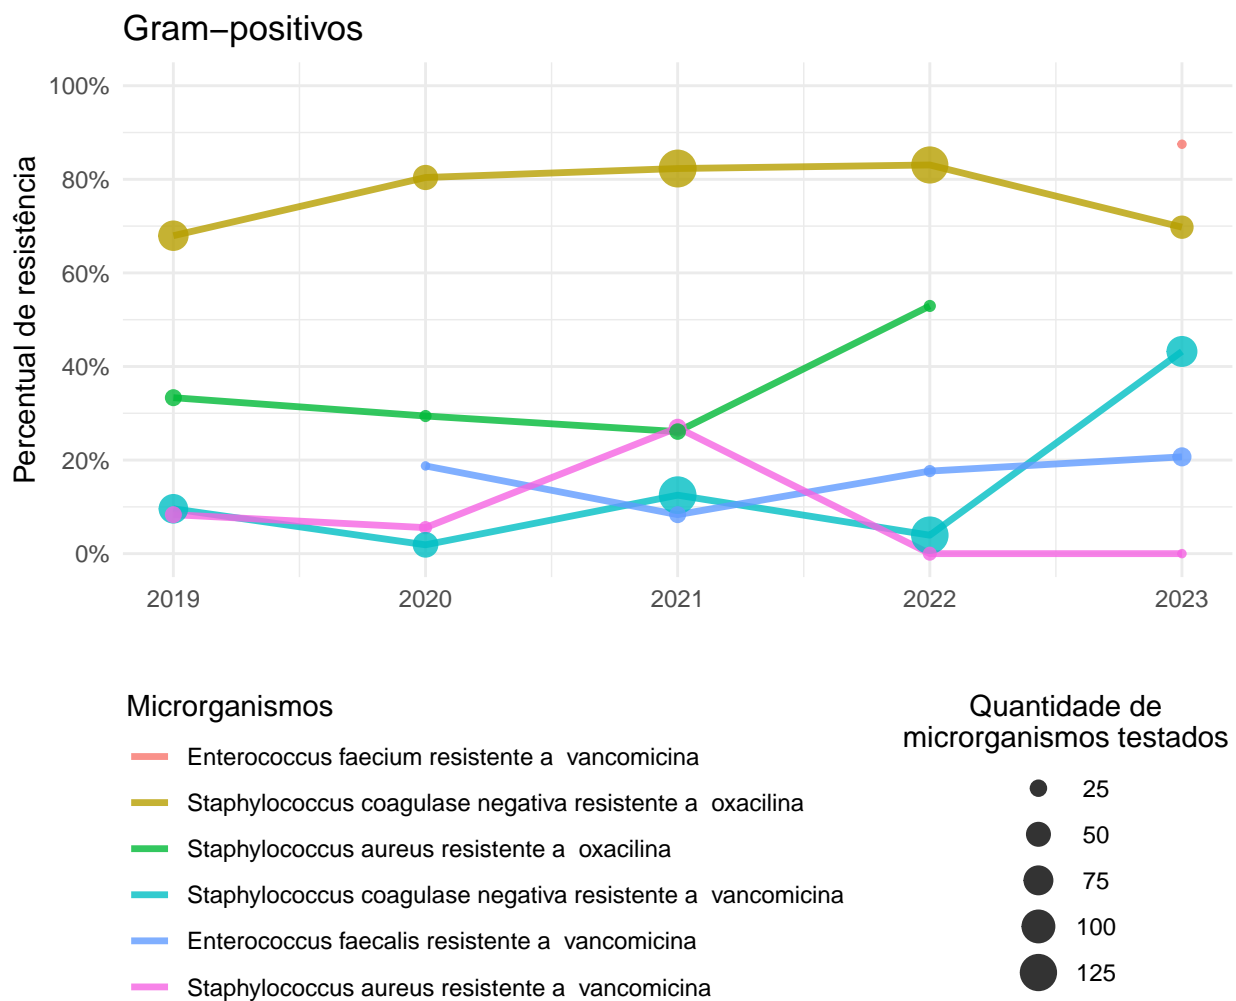 Gram−positivos
Percentual de resistência
100%
80%
60%
40%
20%
0%
2019 2020 2021 2022 2023
Microrganismos
Enterococcus faecium resistente a  vancomicina
Staphylococcus coagulase negativa resistente a  oxacilina
Staphylococcus aureus resistente a  oxacilina
Staphylococcus coagulase negativa resistente a  vancomicina
Enterococcus faecalis resistente a  vancomicina
Staphylococcus aureus resistente a  vancomicina
Quantidade de
microrganismos testados
25
50
75
100
125